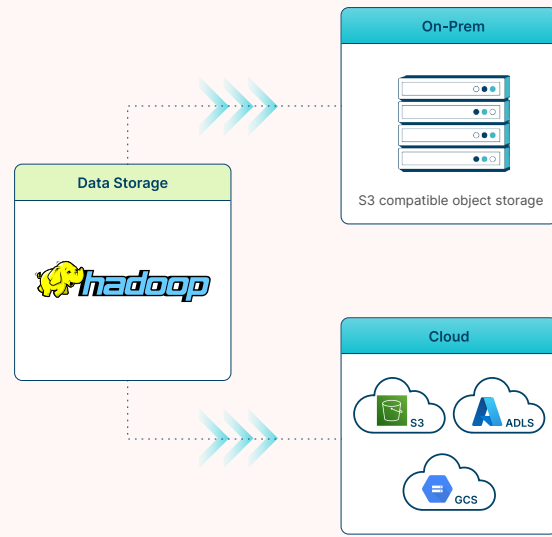 On-Prem
S3 compatible object storage
Data Storage
hadoop
Cloud
S3
ADLS
GCS